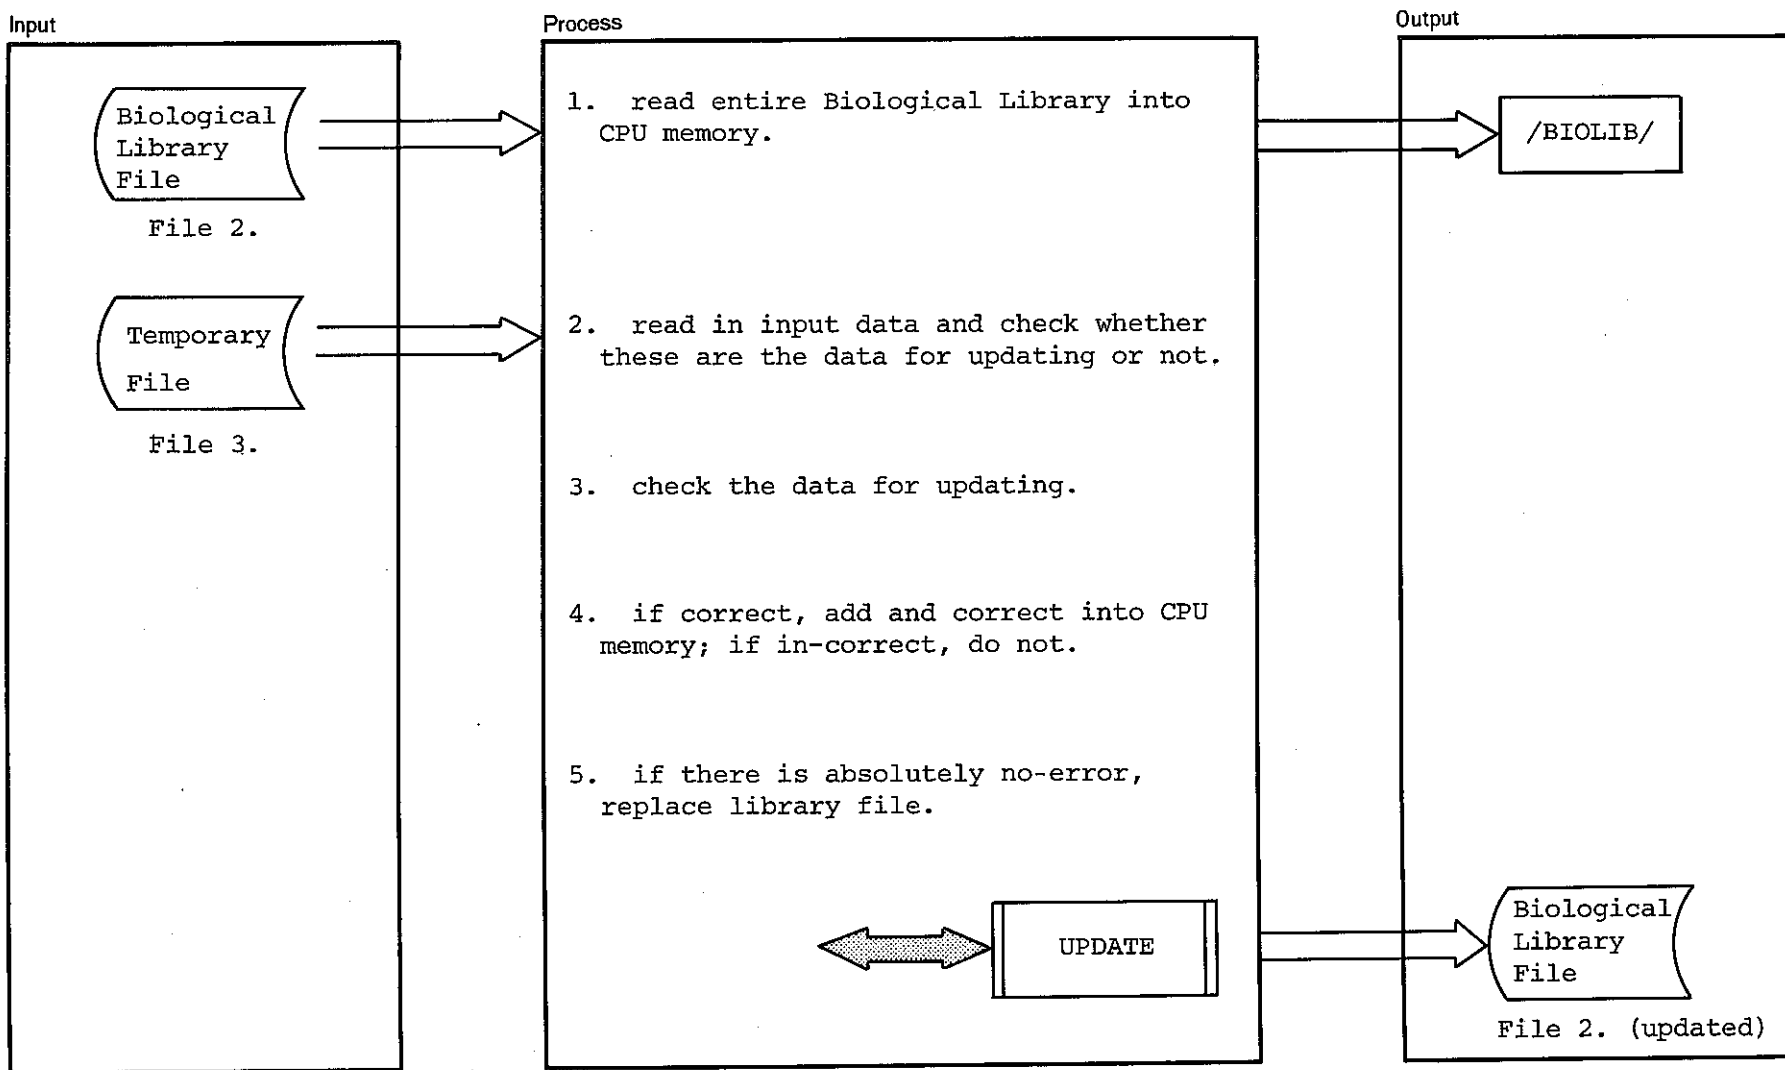 Input
Process
Output
Biological
Library
File
File 2.
Temporary
File
File 3.
1. read entire Biological Library into
CPU memory.
2. read in input data and check whether
these are the data for updating or not.
3. check the data for updating.
4. if correct, add and correct into CPU
memory; if in-correct, do not.
5. if there is absolutely no-error,
replace library file.
UPDATE
/BIOLIB/
Biological
Library
File
File 2. (updated)